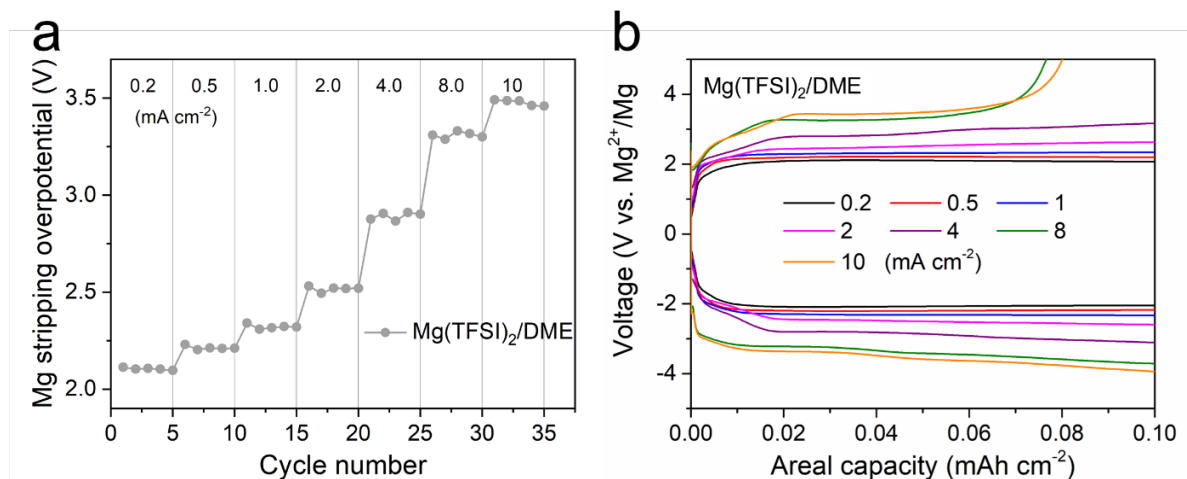 a
Mg stripping overpotential (V)
3.5
3.0
2.5
2.0
0.2 0.5 1.0 2.0 4.0 8.0 10
(mA cm⁻²)
Mg(TFSI)₂/DME
0 5 10 15 20 25 30 35
Cycle number
b
Voltage (V vs. Mg²⁺/Mg)
4
2
0
-2
-4
Mg(TFSI)₂/DME
0.2 0.5 1
2 4 8
10 (mA cm⁻²)
0.00 0.02 0.04 0.06 0.08 0.10
Areal capacity (mAh cm⁻²)